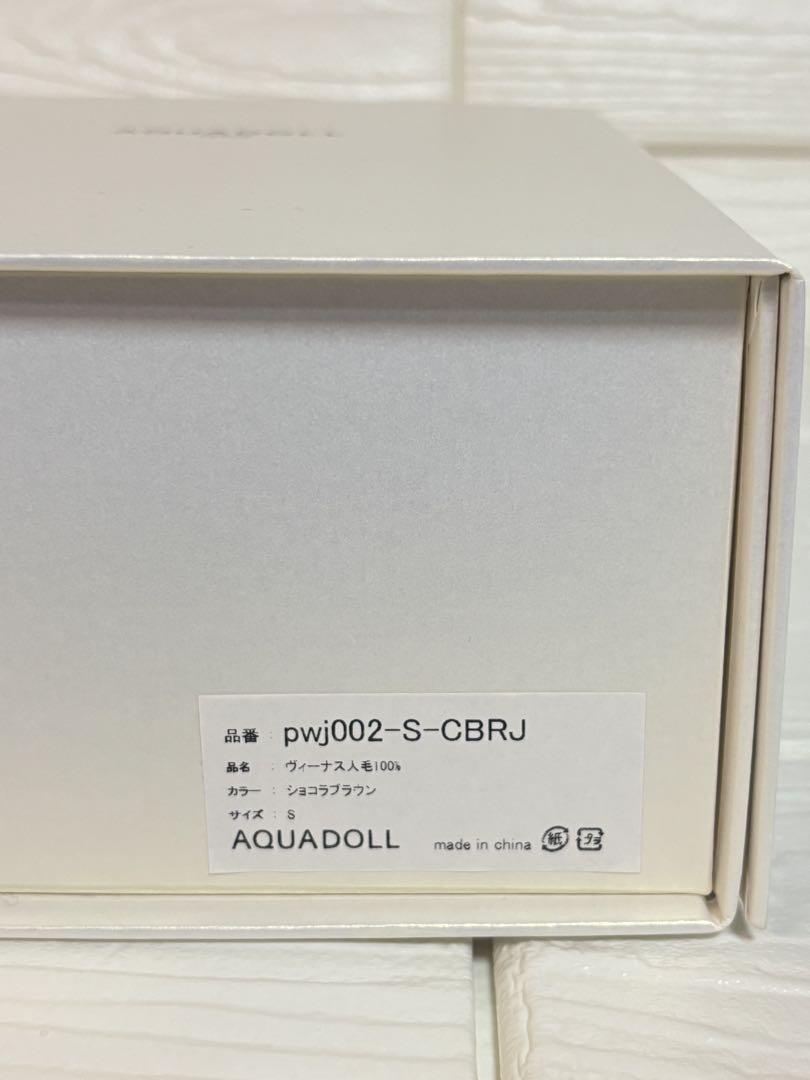 AQUADOLL
品番 : pwj002-S-CBRJ
品名 : ヴィーナス人毛100%
カラー : ショコラブラウン
サイズ : S
AQUADOLL made in china 紙 プラ